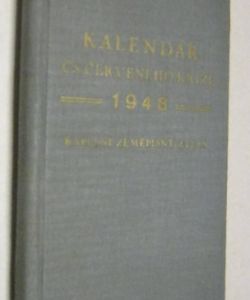 KALENDÁŘ
ČS. ČERVENÉHO KŘÍŽE
1948
KAPESNÍ ZEMĚPISNÝ ATLAS